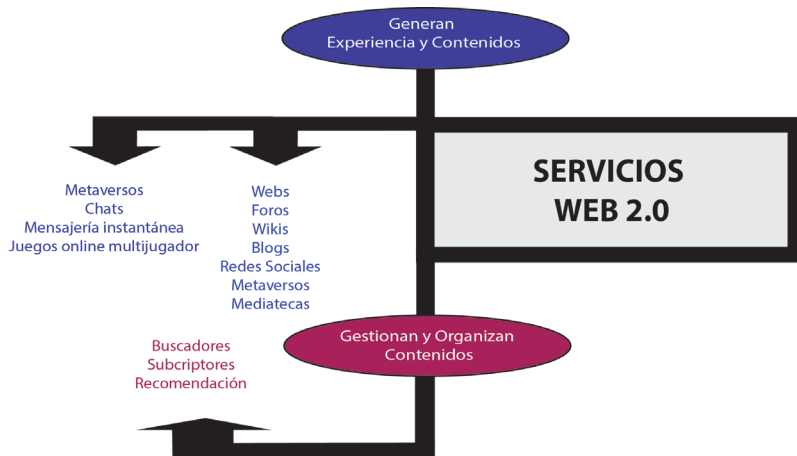 Generan
Experiencia y Contenidos
SERVICIOS
WEB 2.0
Metaversos
Chats
Mensajería instantánea
Juegos online multijugador
Webs
Foros
Wikis
Blogs
Redes Sociales
Metaversos
Mediatecas
Gestionan y Organizan
Contenidos
Buscadores
Subcriptores
Recomendación